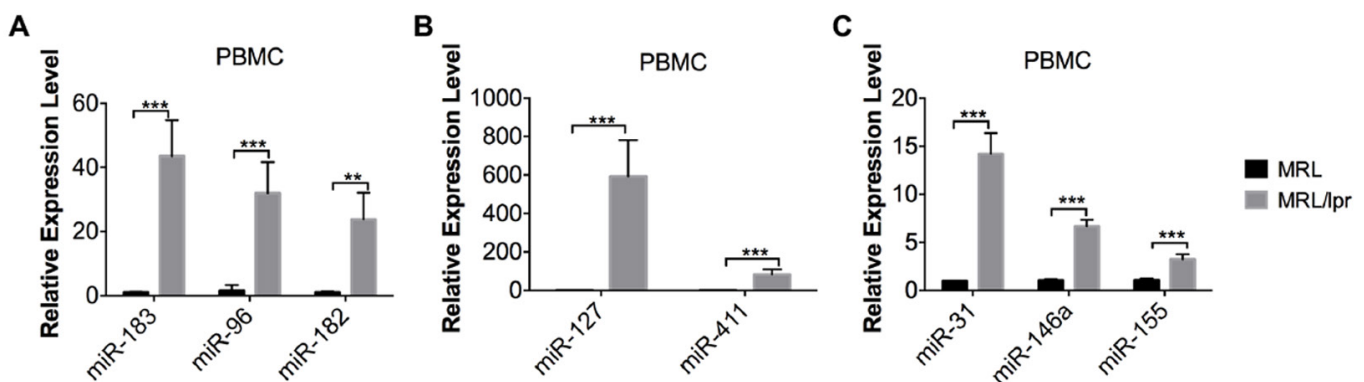 A
PBMC
Relative Expression Level
60
40
20
0
***
***
**
miR-183
miR-96
miR-182
B
PBMC
Relative Expression Level
1000
800
600
400
200
0
***
***
miR-127
miR-411
C
PBMC
Relative Expression Level
20
15
10
5
0
***
***
***
miR-31
miR-146a
miR-155
MRL
MRL/lpr